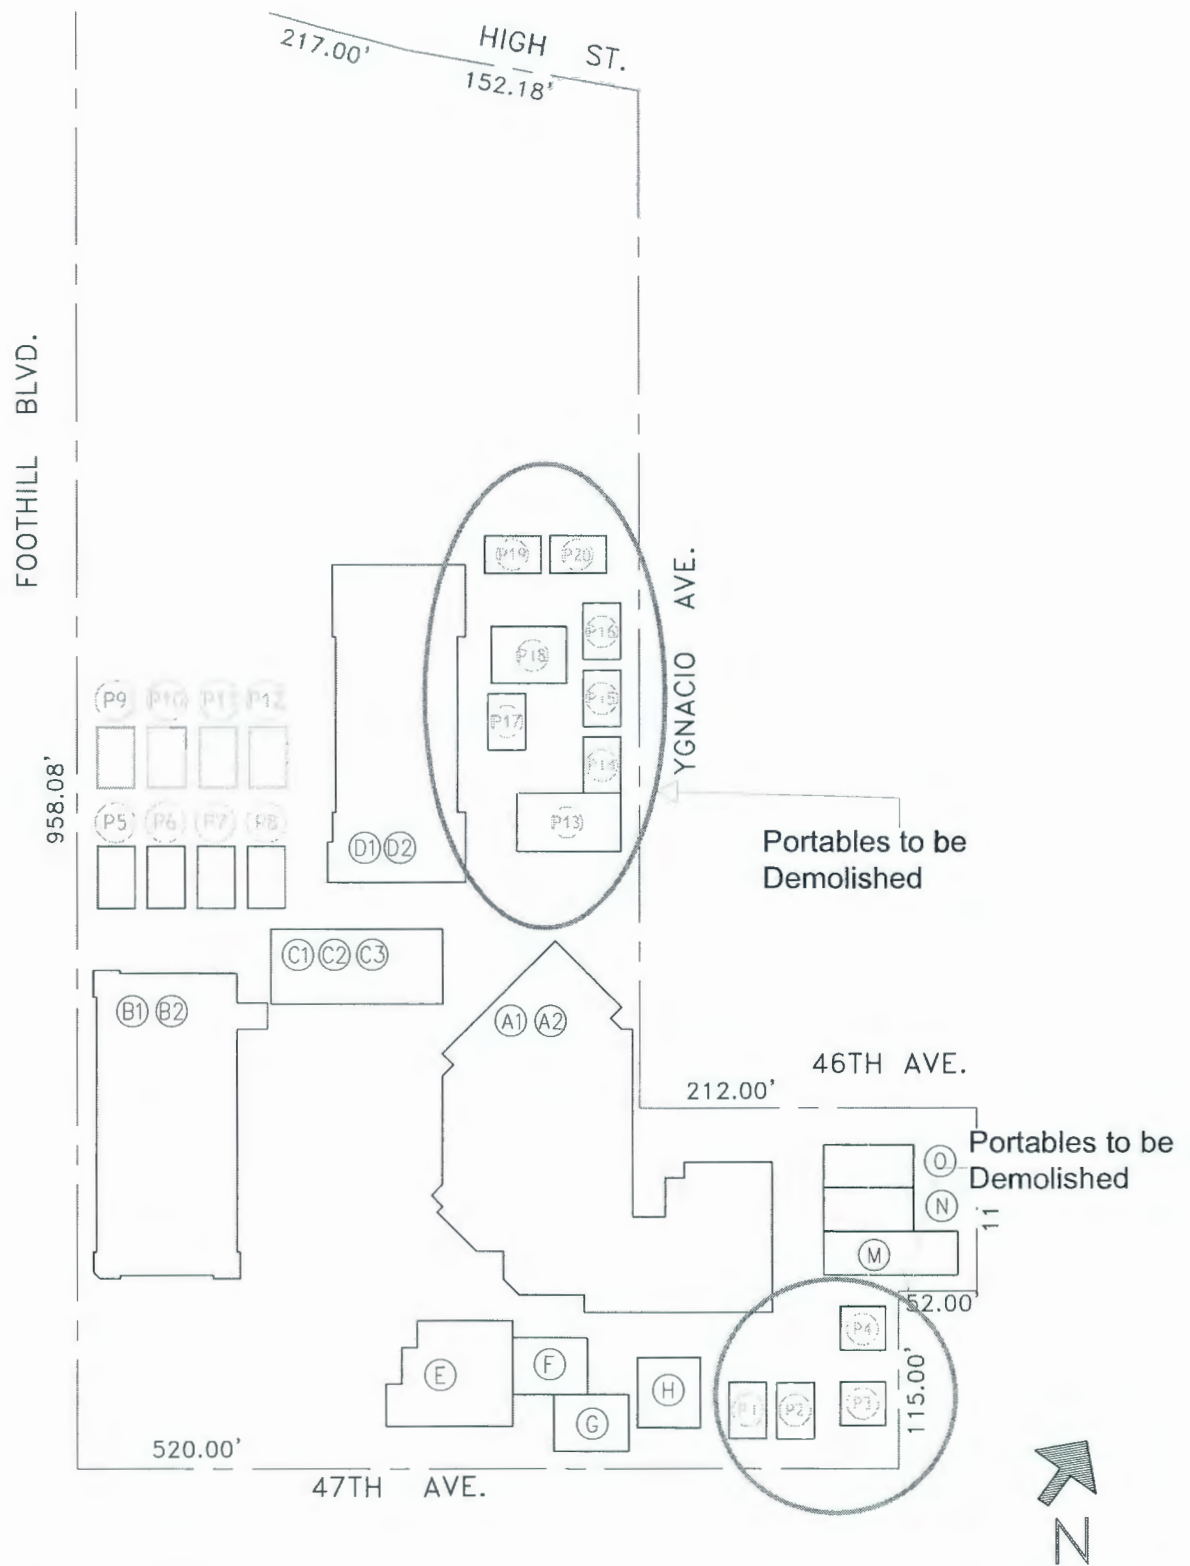 217.00'
HIGH ST.
152.18'
FOOTHILL BLVD.
958.08'
YGNACIO AVE.
P19
P20
P16
P18
P15
P17
P14
P13
P9
P10
P11
P12
P5
P6
P7
P8
D1 D2
Portables to be
Demolished
C1 C2 C3
B1 B2
A1 A2
46TH AVE.
212.00'
Portables to be
Demolished
O
N
11
M
52.00'
P4
115.00'
E
F
H
G
P1
P2
P3
520.00'
47TH AVE.
N